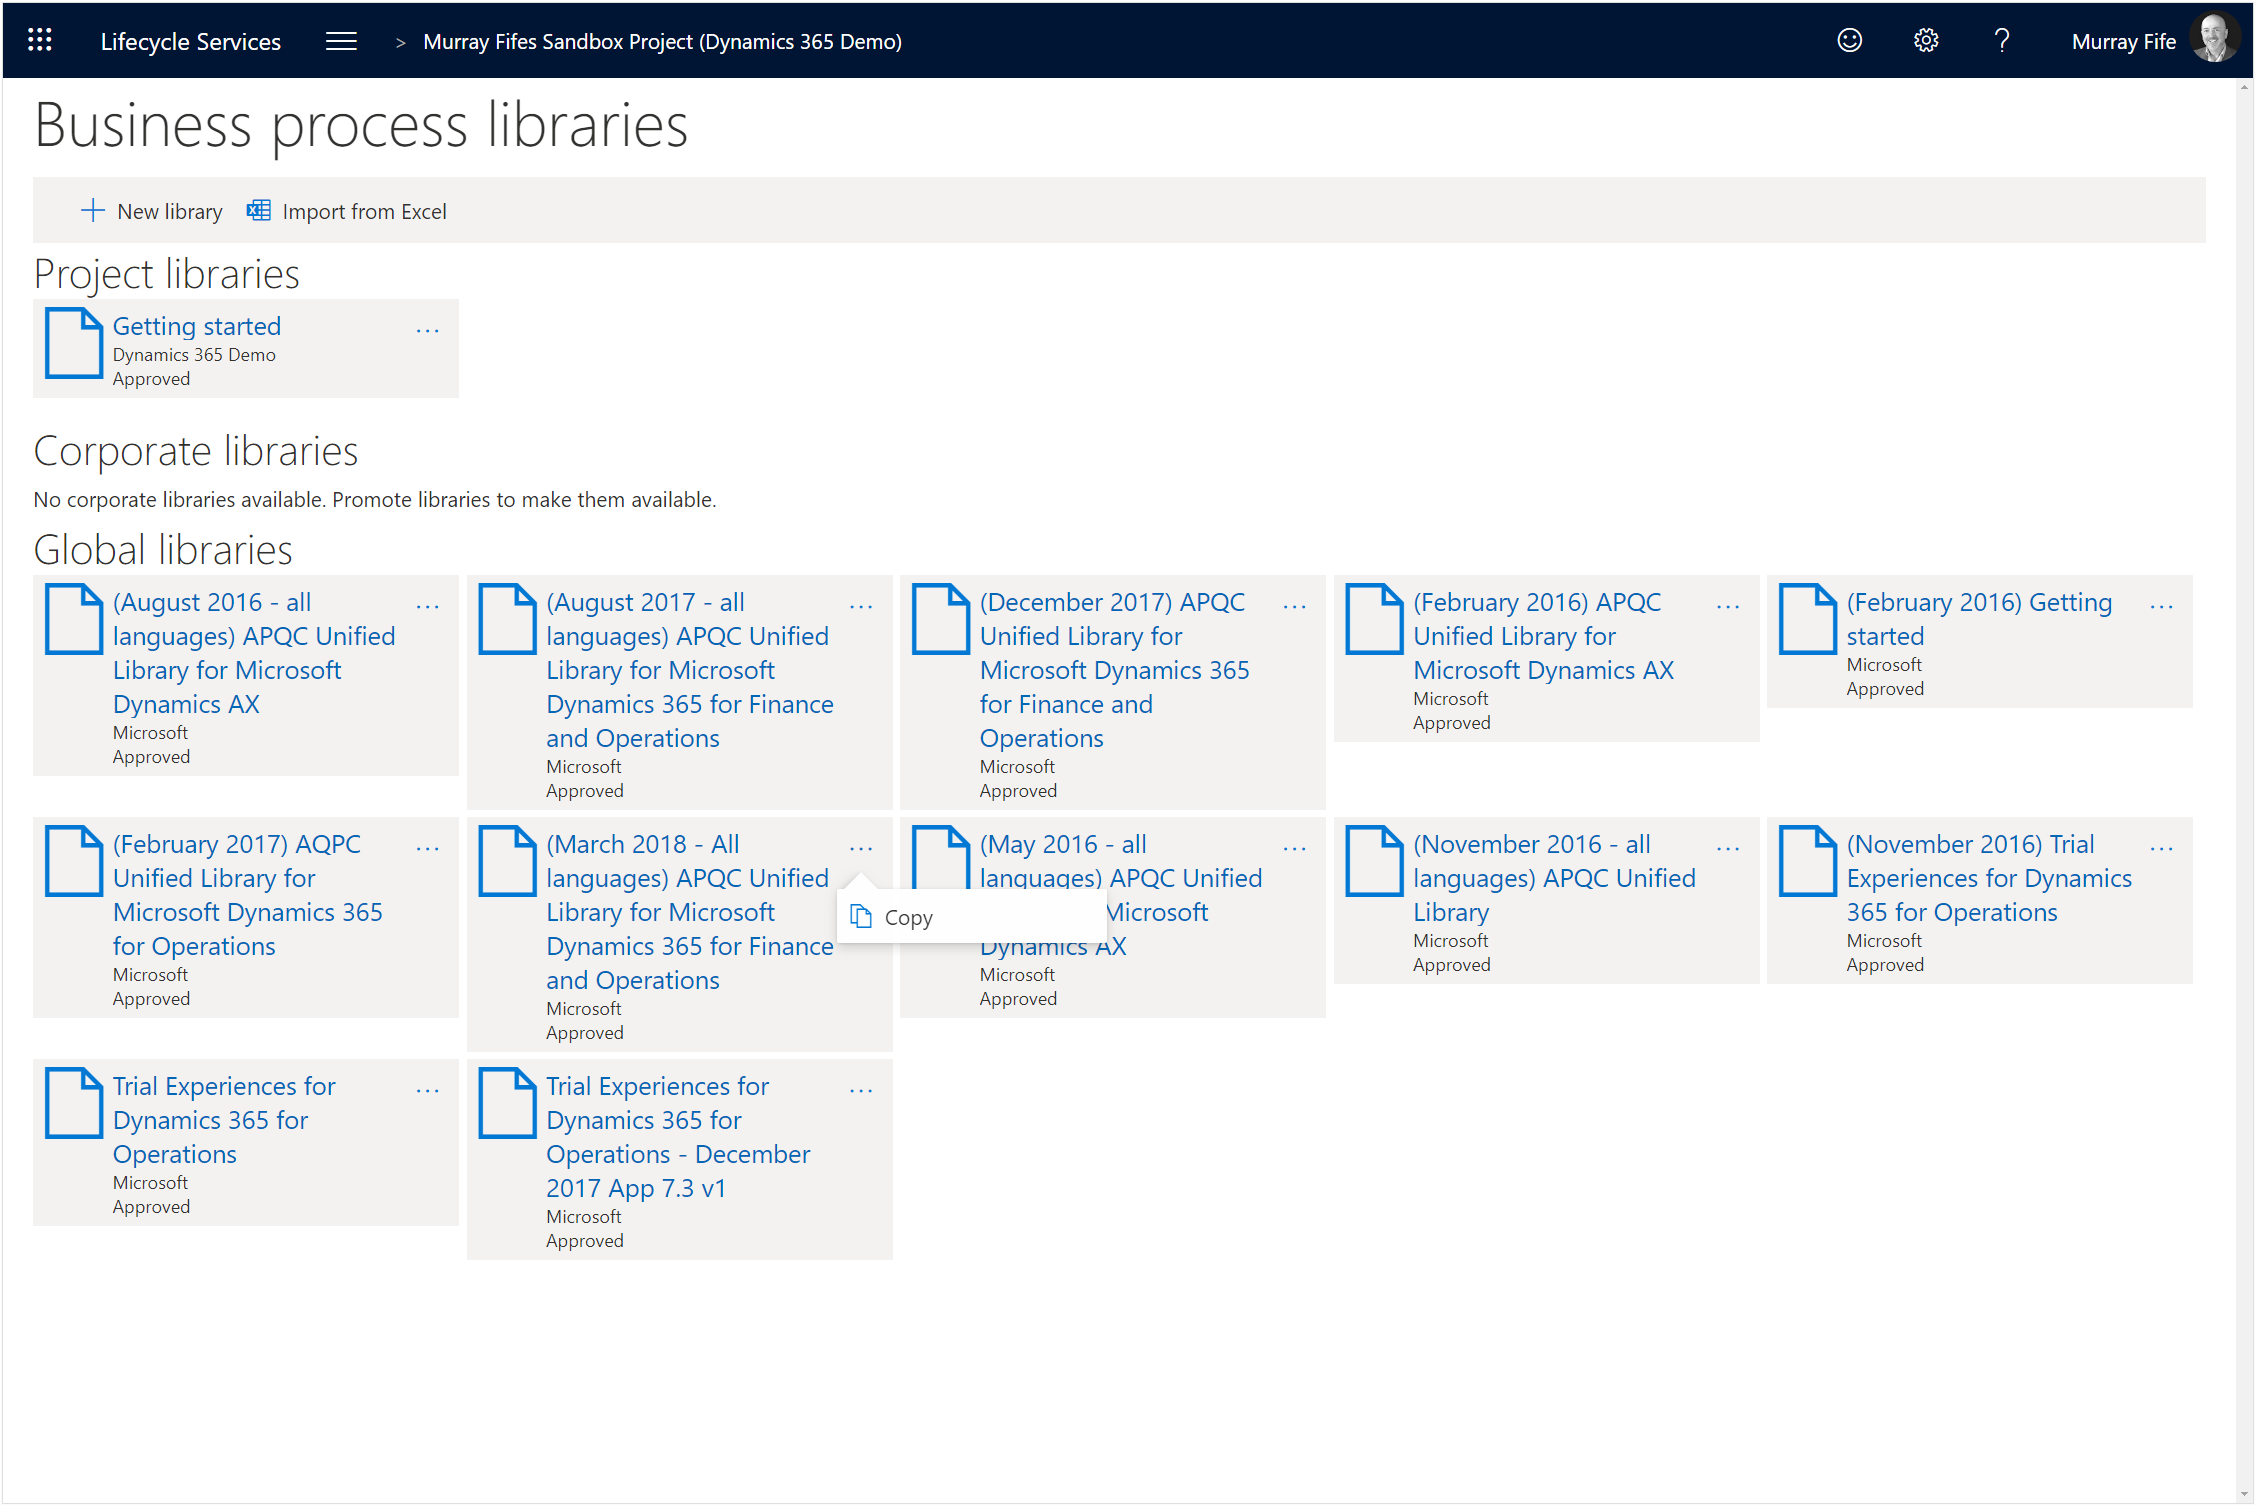 Lifecycle Services
> Murray Fifes Sandbox Project (Dynamics 365 Demo)
?
Murray Fife
Business process libraries
New library
Import from Excel
Project libraries
Getting started
...
Dynamics 365 Demo
Approved
Corporate libraries
No corporate libraries available. Promote libraries to make them available.
Global libraries
(August 2016 - all
...
languages) APQC Unified
Library for Microsoft
Dynamics AX
Microsoft
Approved
(August 2017 - all
...
languages) APQC Unified
Library for Microsoft
Dynamics 365 for Finance
and Operations
Microsoft
Approved
(December 2017) APQC
...
Unified Library for
Microsoft Dynamics 365
for Finance and
Operations
Microsoft
Approved
(February 2016) APQC
...
Unified Library for
Microsoft Dynamics AX
Microsoft
Approved
(February 2016) Getting
...
started
Microsoft
Approved
(February 2017) AQPC
...
Unified Library for
Microsoft Dynamics 365
for Operations
Microsoft
Approved
(March 2018 - All
...
languages) APQC Unified
Library for Microsoft
Dynamics 365 for Finance
and Operations
Microsoft
Approved
Copy
(May 2016 - all
...
languages) APQC Unified
Microsoft
Dynamics AX
Microsoft
Approved
(November 2016 - all
...
languages) APQC Unified
Library
Microsoft
Approved
(November 2016) Trial
...
Experiences for Dynamics
365 for Operations
Microsoft
Approved
Trial Experiences for
...
Dynamics 365 for
Operations
Microsoft
Approved
Trial Experiences for
...
Dynamics 365 for
Operations - December
2017 App 7.3 v1
Microsoft
Approved